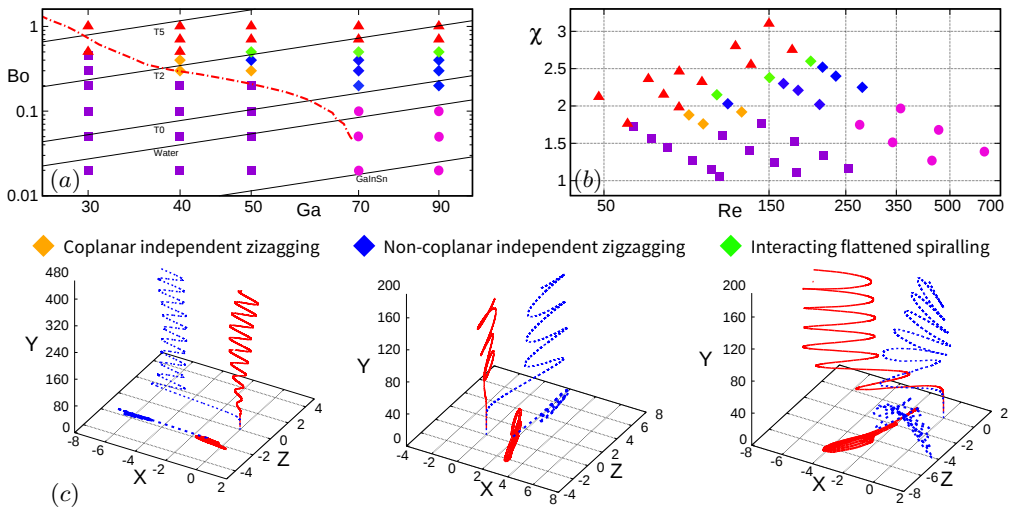 1
0.1
0.01
Bo
T5
T2
T0
Water
GaInSn
(a)
30 40 50 70 90
Ga
χ
3
2.5
2
1.5
1
(b)
50 150 250 350 500 700
Re
Coplanar independent zizagging
Non-coplanar independent zigzagging
Interacting flattened spiralling
480
400
320
240
160
80
0
Y
-8 -6 -4 -2 0 2
X
-4 -2 0 2 4
Z
200
160
120
80
40
0
Y
-4 -2 0 2 4 6 8
X
-4 -2 0 2 4 6 8
Z
200
160
120
80
40
0
Y
-8 -6 -4 -2 0 2
X
-8 -6 -4 -2 0 2
Z
(c)